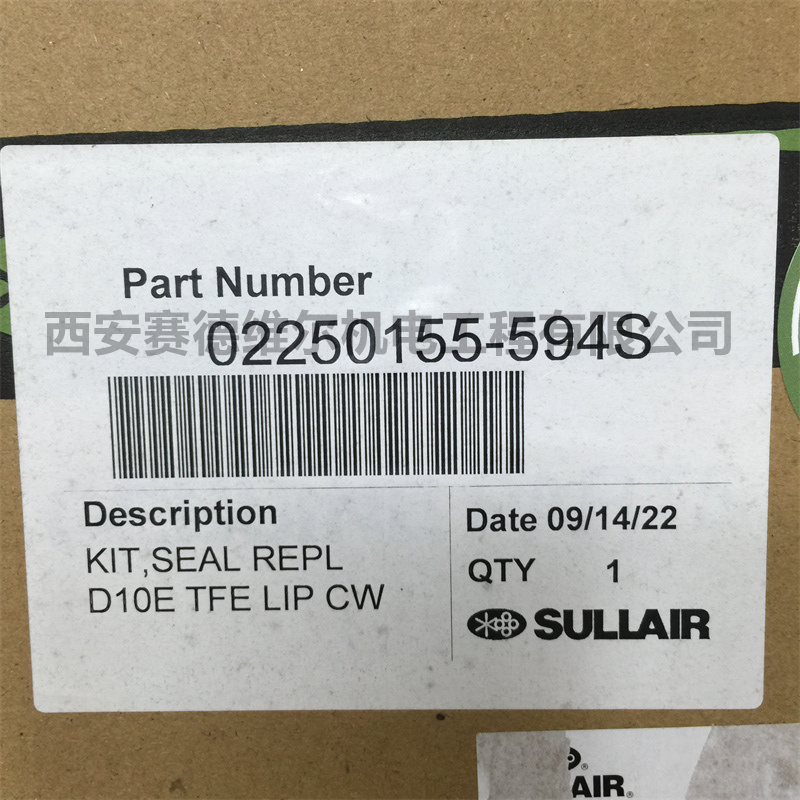 Part Number
西安赛德维尔机电工程有限公司
02250155-594S
Description
KIT,SEAL REPL
D10E TFE LIP CW
Date 09/14/22
QTY 1
SULLAIR
AIR®